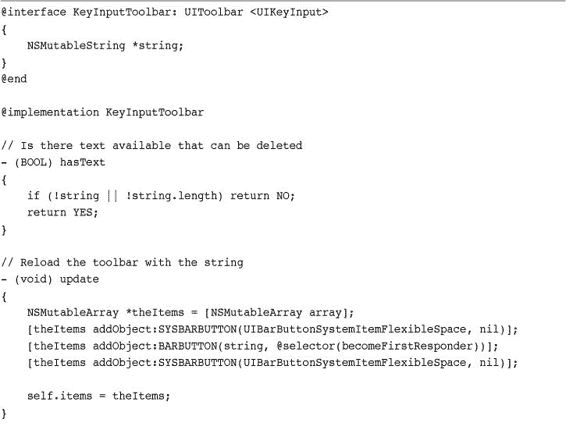 @interface KeyInputToolbar: UIToolbar <UIKeyInput>
{
    NSMutableString *string;
}
@end

@implementation KeyInputToolbar

// Is there text available that can be deleted
- (BOOL) hasText
{
    if (!string || !string.length) return NO;
    return YES;
}

// Reload the toolbar with the string
- (void) update
{
    NSMutableArray *theItems = [NSMutableArray array];
    [theItems addObject:SYSBARBUTTON(UIBarButtonSystemItemFlexibleSpace, nil)];
    [theItems addObject:BARBUTTON(string, @selector(becomeFirstResponder))];
    [theItems addObject:SYSBARBUTTON(UIBarButtonSystemItemFlexibleSpace, nil)];

    self.items = theItems;
}